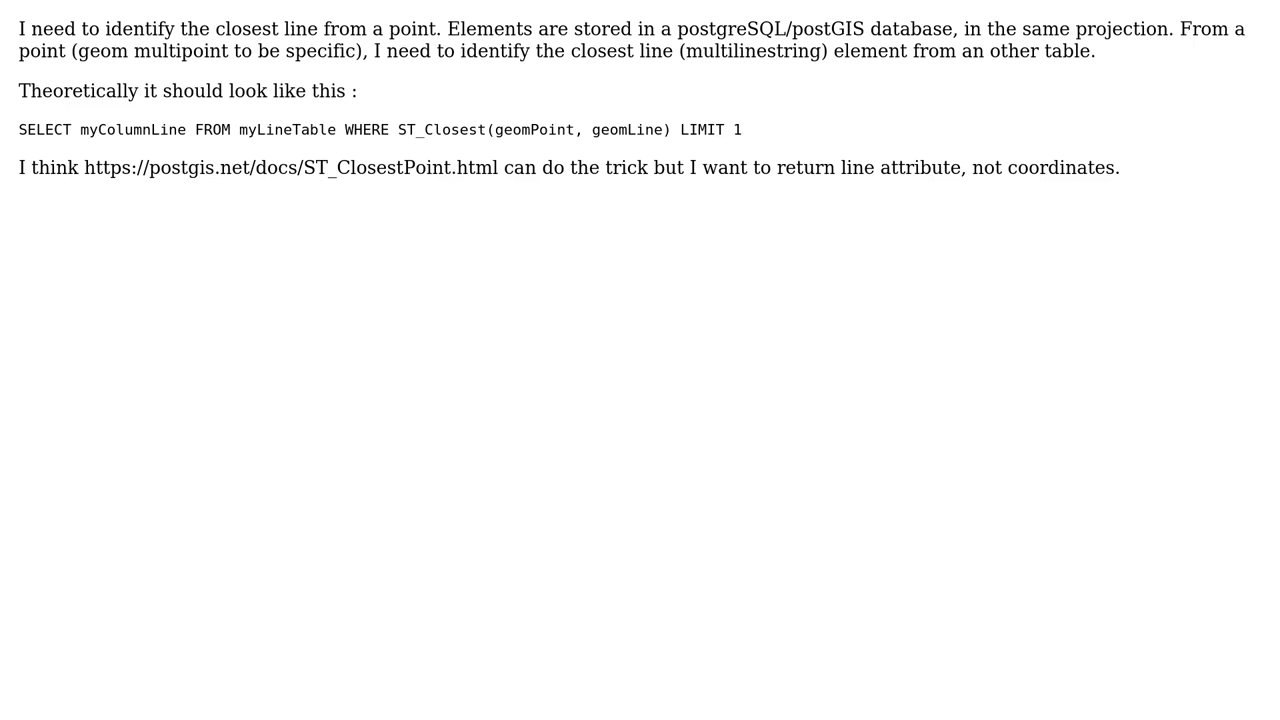 I need to identify the closest line from a point. Elements are stored in a postgreSQL/postGIS database, in the same projection. From a
point (geom multipoint to be specific), I need to identify the closest line (multilinestring) element from an other table.
Theoretically it should look like this :
SELECT myColumnLine FROM myLineTable WHERE ST_Closest(geomPoint, geomLine) LIMIT 1
I think https://postgis.net/docs/ST_ClosestPoint.html can do the trick but I want to return line attribute, not coordinates.